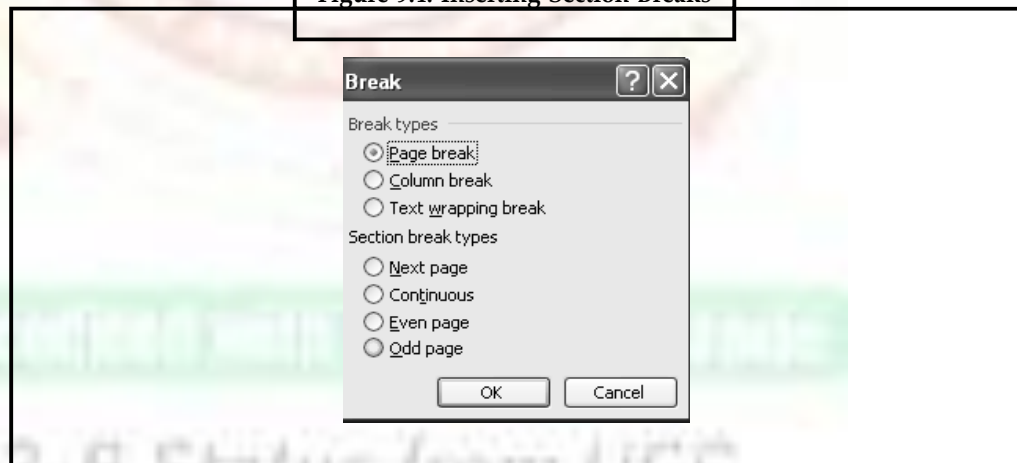 Figure 9.1: Inserting Section Breaks
Break
Break types
Page break
Column break
Text wrapping break
Section break types
Next page
Continuous
Even page
Odd page
OK
Cancel